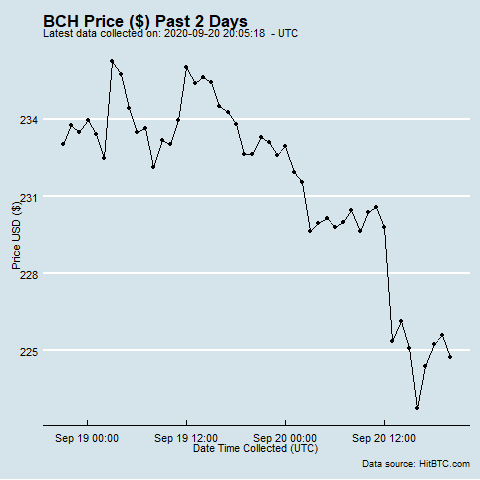 BCH Price ($) Past 2 Days
Latest data collected on: 2020-09-20 20:05:18  - UTC
234
231
228
225
Price USD ($)
Sep 19 00:00
Sep 19 12:00
Sep 20 00:00
Sep 20 12:00
Date Time Collected (UTC)
Data source: HitBTC.com